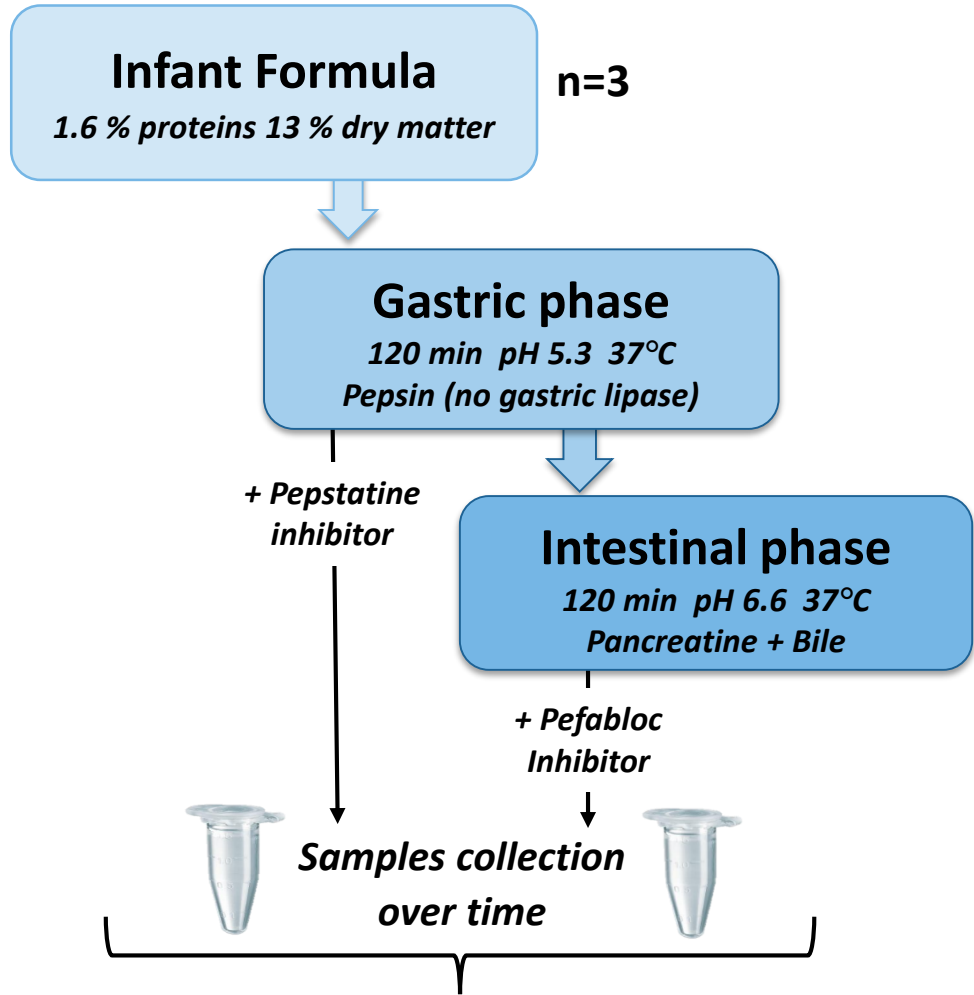 Infant Formula
1.6 % proteins 13 % dry matter
n=3
Gastric phase
120 min pH 5.3 37°C
Pepsin (no gastric lipase)
+ Pepstatine
inhibitor
Intestinal phase
120 min pH 6.6 37°C
Pancreatine + Bile
+ Pefabloc
Inhibitor
Samples collection
over time